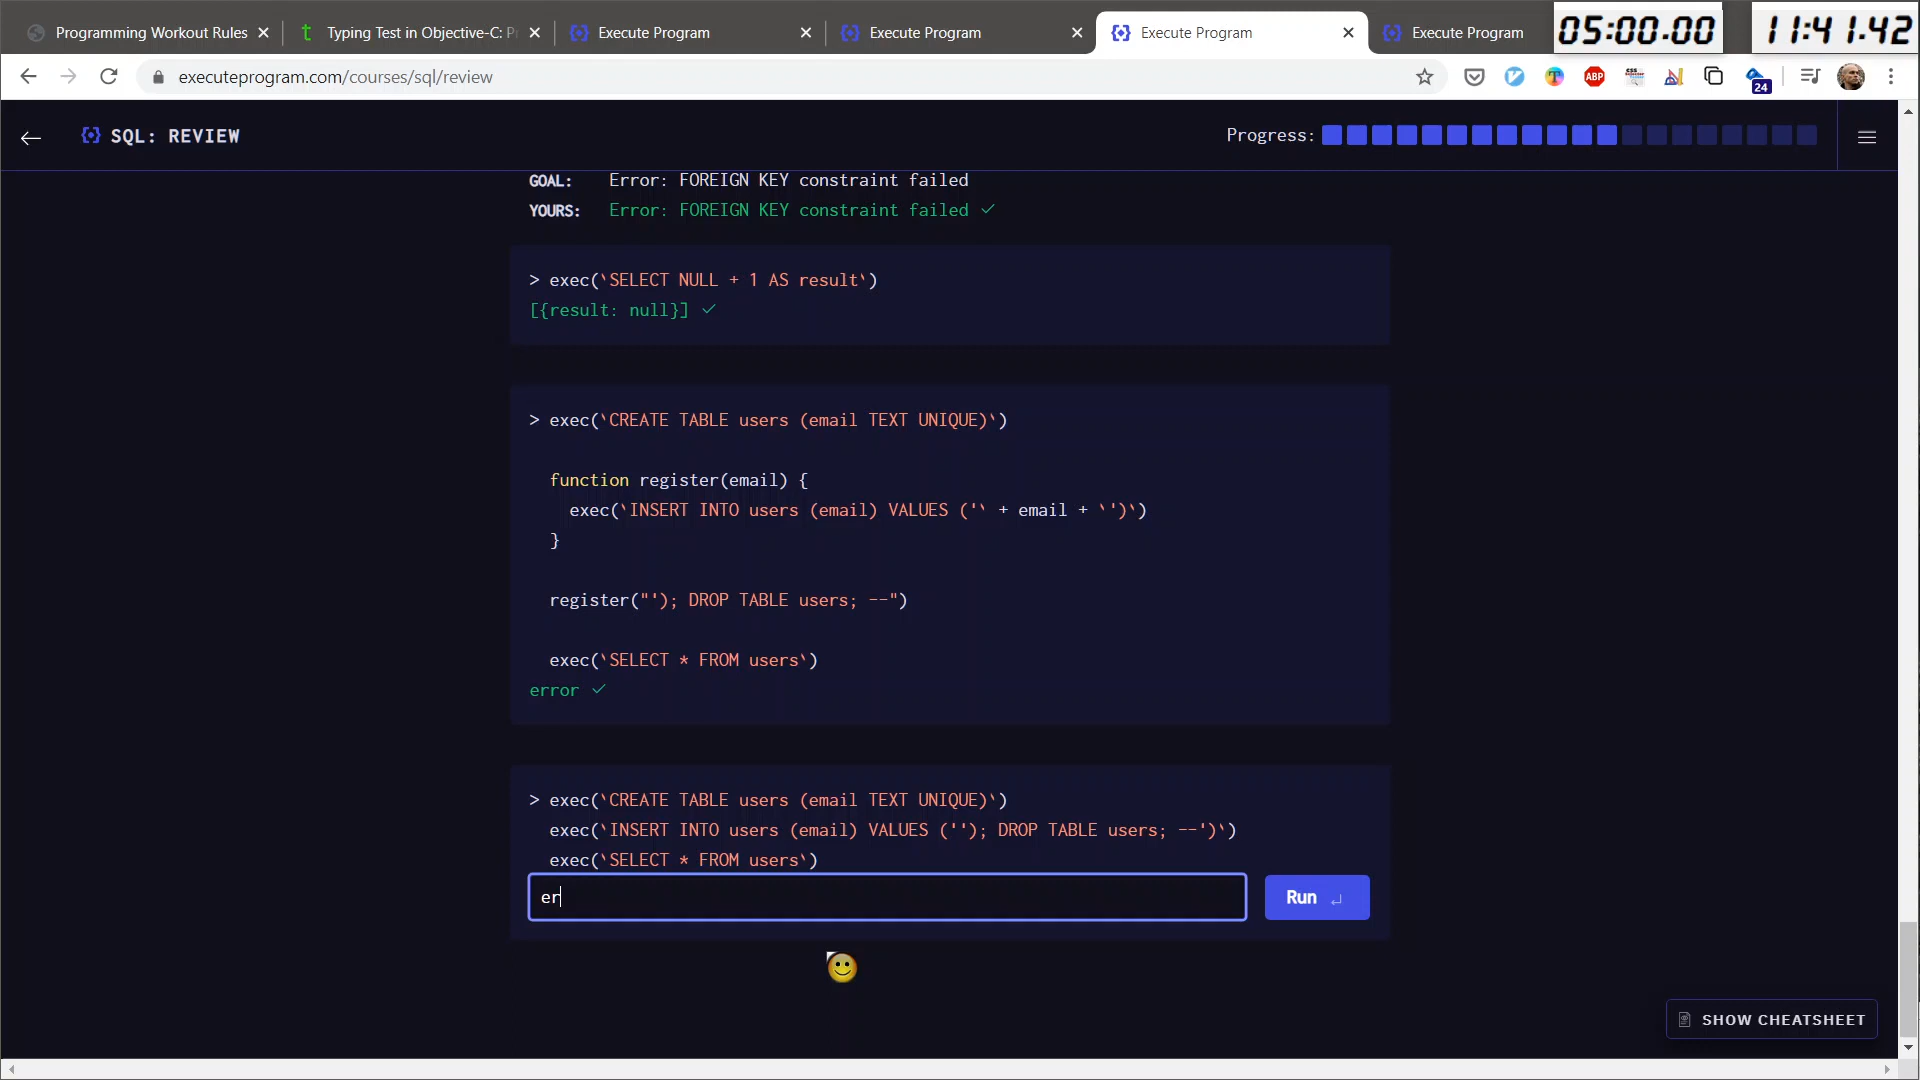 Programming Workout Rules
Typing Test in Objective-C: P
Execute Program
Execute Program
Execute Program
Execute Program
05:00.00
11:41.42
executeprogram.com/courses/sql/review
ABP
24
SQL: REVIEW
Progress:
GOAL: Error: FOREIGN KEY constraint failed
YOURS: Error: FOREIGN KEY constraint failed ✓
> exec(`SELECT NULL + 1 AS result`)
[{result: null}] ✓
> exec(`CREATE TABLE users (email TEXT UNIQUE)`)
function register(email) {
exec(`INSERT INTO users (email) VALUES ('` + email + `')`)
}
register("'); DROP TABLE users; --")
exec(`SELECT * FROM users`)
error ✓
> exec(`CREATE TABLE users (email TEXT UNIQUE)`)
exec(`INSERT INTO users (email) VALUES (''); DROP TABLE users; --')`)
exec(`SELECT * FROM users`)
er
Run
SHOW CHEATSHEET